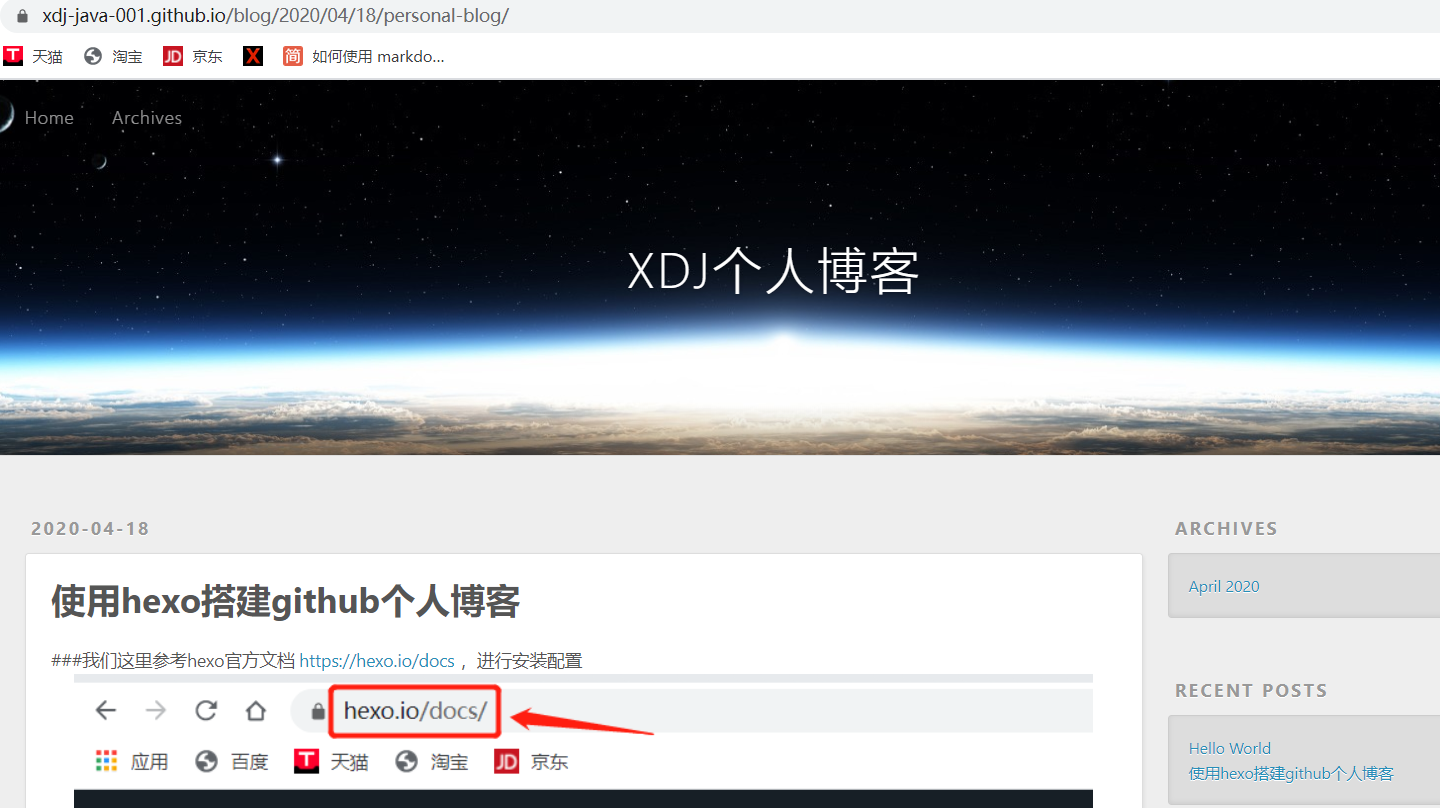 xdj-java-001.github.io/blog/2020/04/18/personal-blog/
T 天猫 淘宝 JD 京东 X 简 如何使用 markdo...
Home Archives
XDJ个人博客
2020-04-18
使用hexo搭建github个人博客
###我们这里参考hexo官方文档 https://hexo.io/docs ，进行安装配置
hexo.io/docs/
应用 百度 T 天猫 淘宝 JD 京东
ARCHIVES
April 2020
RECENT POSTS
Hello World
使用hexo搭建github个人博客